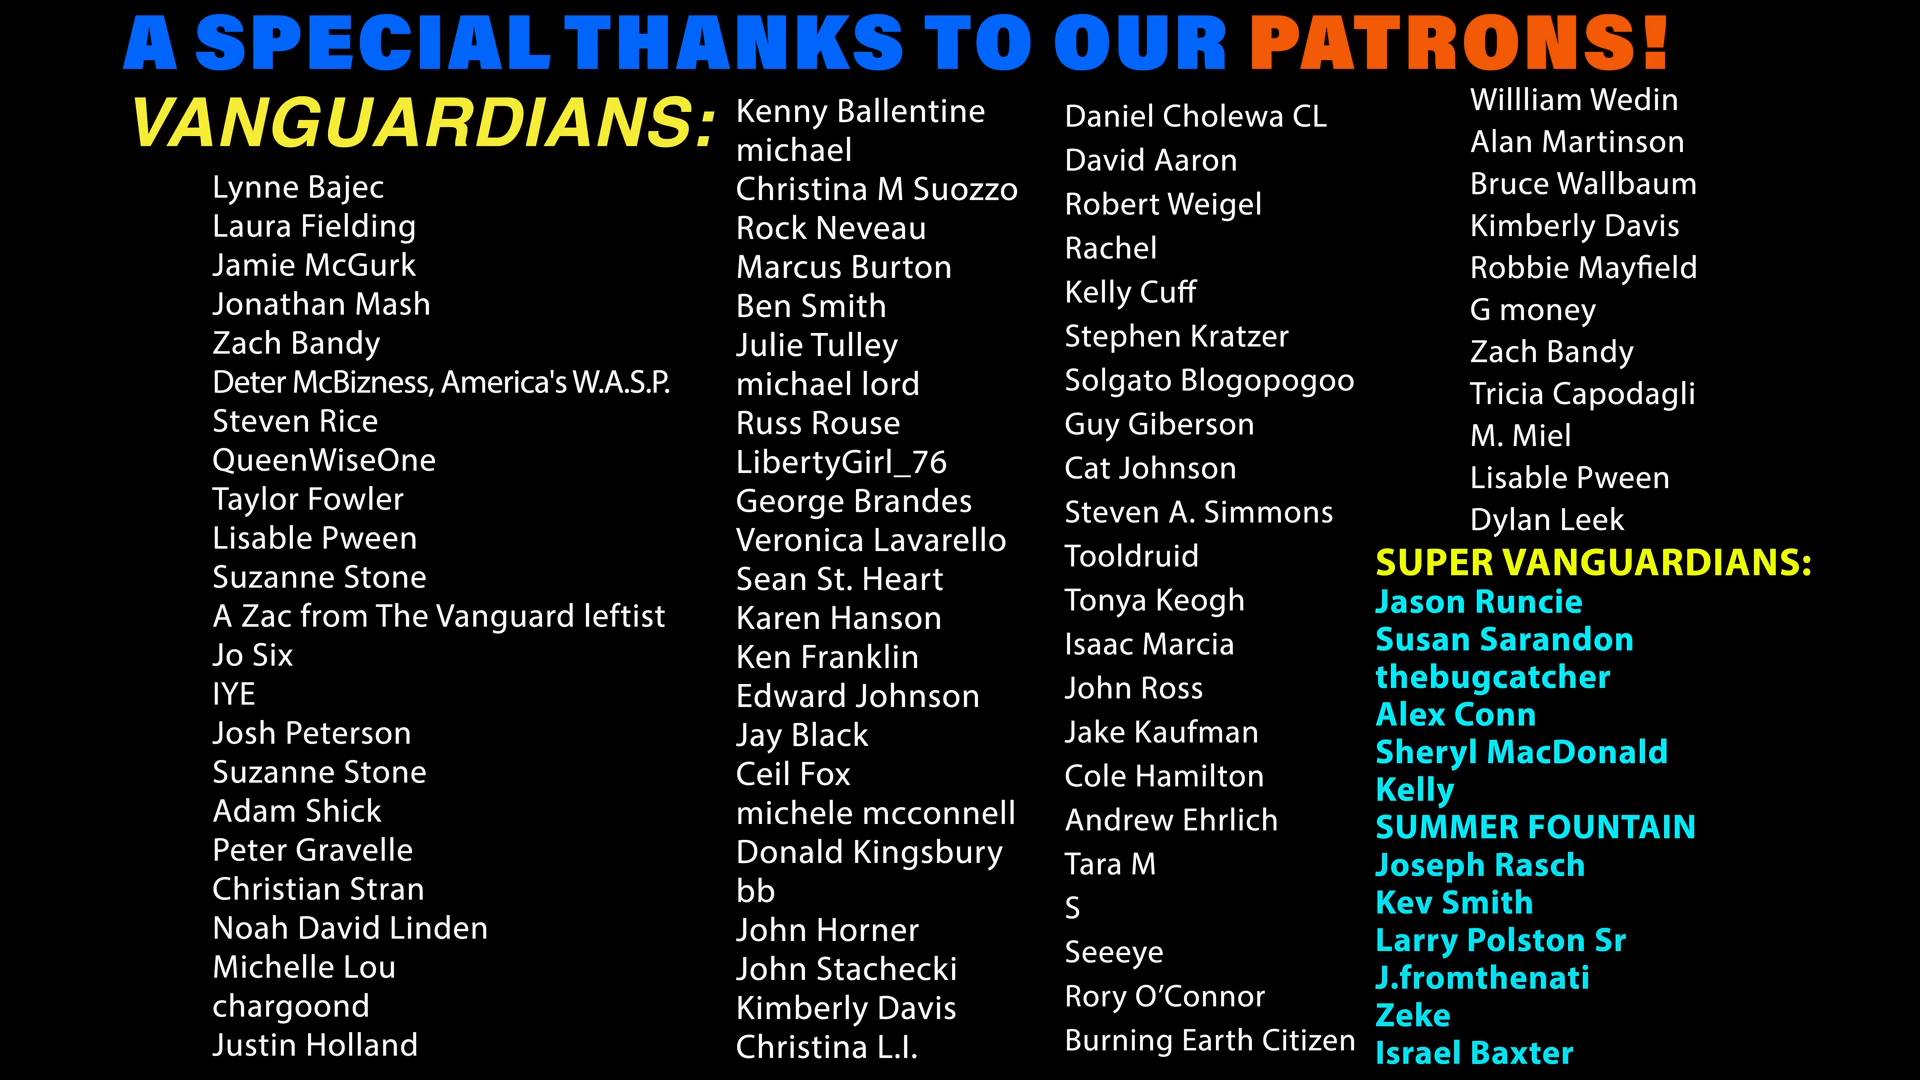 A SPECIAL THANKS TO OUR PATRONS!
VANGUARDIANS:
Lynne Bajec
Laura Fielding
Jamie McGurk
Jonathan Mash
Zach Bandy
Deter McBizness, America's W.A.S.P.
Steven Rice
QueenWiseOne
Taylor Fowler
Lisable Pween
Suzanne Stone
A Zac from The Vanguard leftist
Jo Six
IYE
Josh Peterson
Suzanne Stone
Adam Shick
Peter Gravelle
Christian Stran
Noah David Linden
Michelle Lou
chargoond
Justin Holland
Kenny Ballentine
michael
Christina M Suozzo
Rock Neveau
Marcus Burton
Ben Smith
Julie Tulley
michael lord
Russ Rouse
LibertyGirl_76
George Brandes
Veronica Lavarello
Sean St. Heart
Karen Hanson
Ken Franklin
Edward Johnson
Jay Black
Ceil Fox
michele mcconnell
Donald Kingsbury
bb
John Horner
John Stachecki
Kimberly Davis
Christina L.I.
Daniel Cholewa CL
David Aaron
Robert Weigel
Rachel
Kelly Cuff
Stephen Kratzer
Solgato Blogopogoo
Guy Giberson
Cat Johnson
Steven A. Simmons
Tooldruid
Tonya Keogh
Isaac Marcia
John Ross
Jake Kaufman
Cole Hamilton
Andrew Ehrlich
Tara M
S
Seeeye
Rory O’Connor
Burning Earth Citizen
Willliam Wedin
Alan Martinson
Bruce Wallbaum
Kimberly Davis
Robbie Mayfield
G money
Zach Bandy
Tricia Capodagli
M. Miel
Lisable Pween
Dylan Leek
SUPER VANGUARDIANS:
Jason Runcie
Susan Sarandon
thebugcatcher
Alex Conn
Sheryl MacDonald
Kelly
SUMMER FOUNTAIN
Joseph Rasch
Kev Smith
Larry Polston Sr
J.fromthenati
Zeke
Israel Baxter